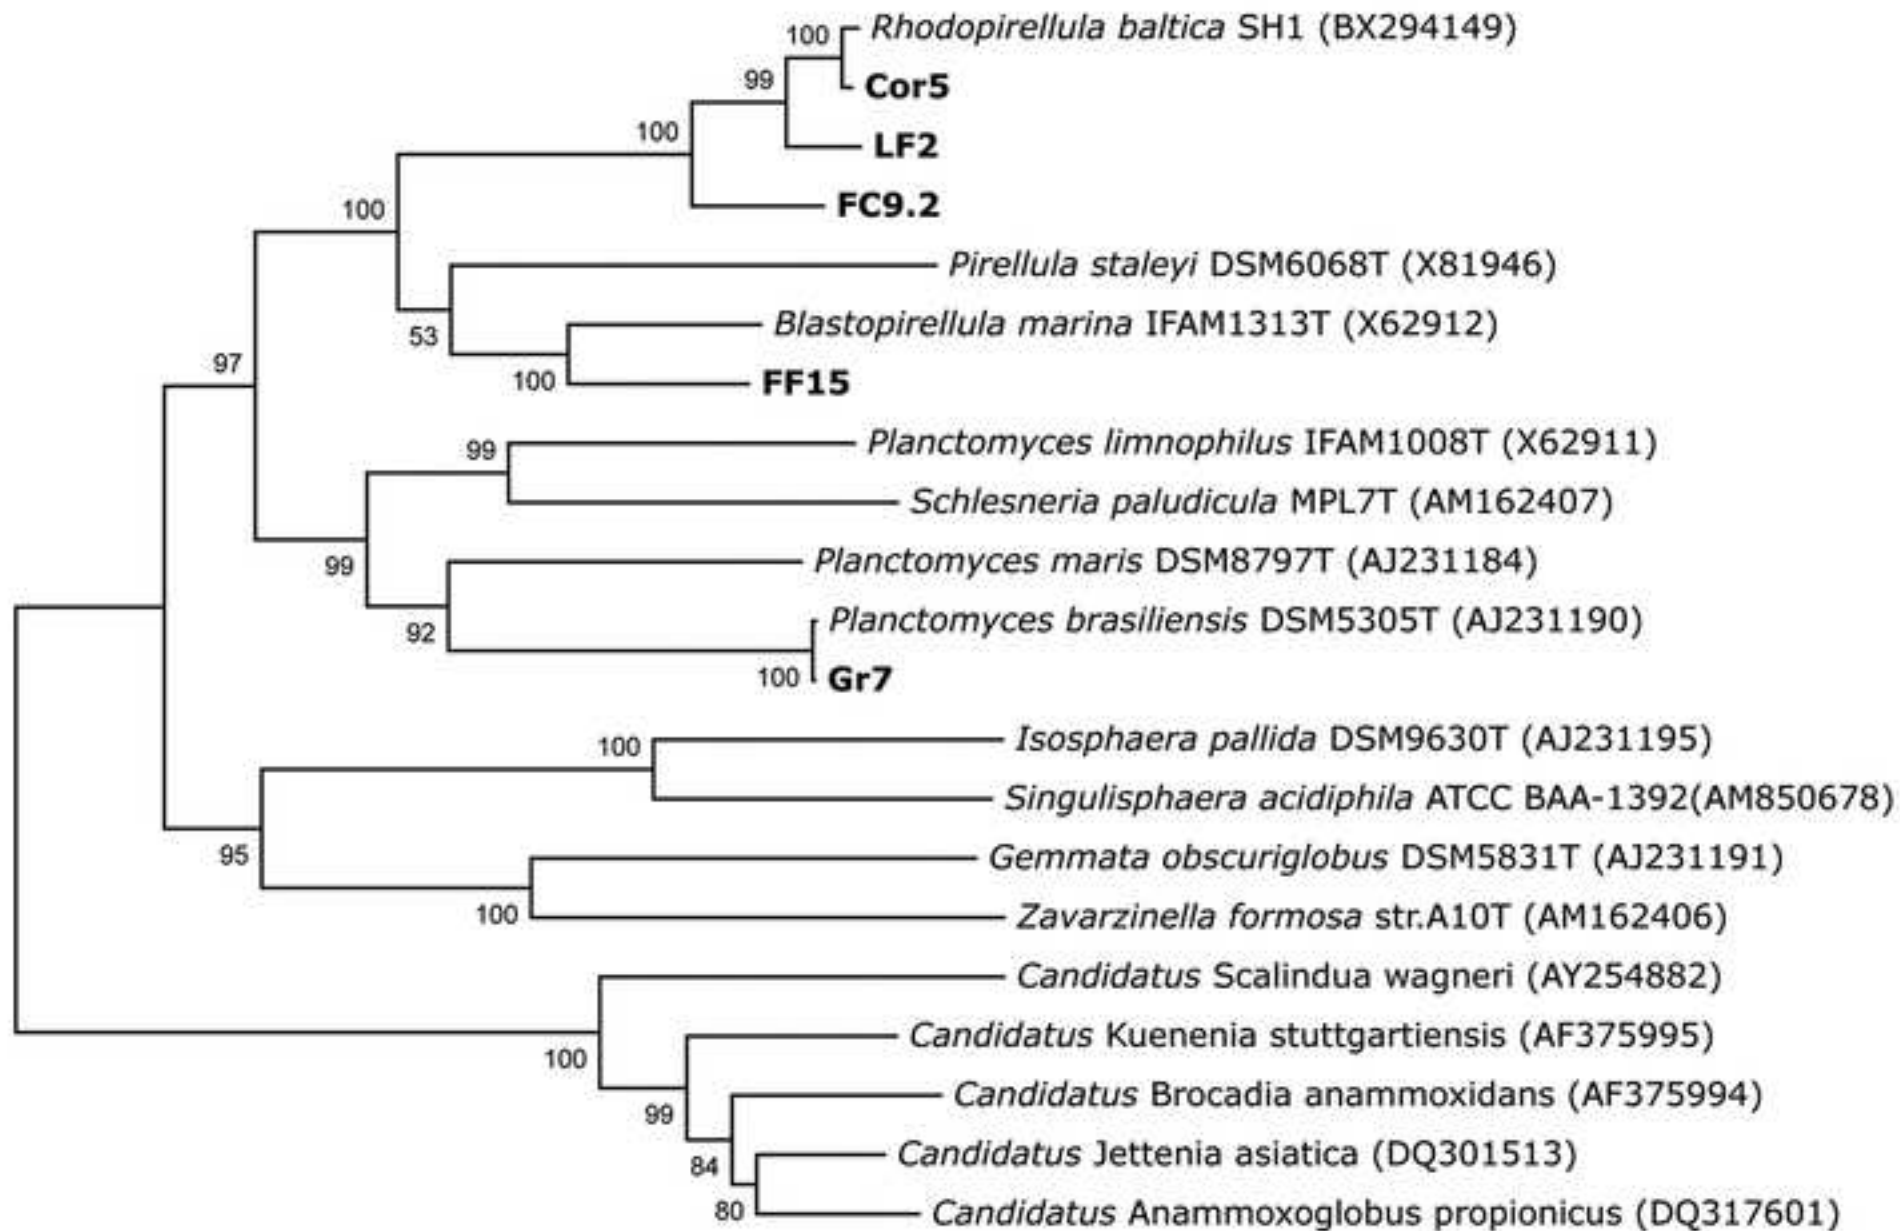 100 Rhodopirellula baltica SH1 (BX294149)
99 Cor5
100 LF2
100 FC9.2
Pirellula staleyi DSM6068T (X81946)
53 Blastopirellula marina IFAM1313T (X62912)
97 100 FF15
99 Planctomyces limnophilus IFAM1008T (X62911)
Schlesneria paludicula MPL7T (AM162407)
99 Planctomyces maris DSM8797T (AJ231184)
92 Planctomyces brasiliensis DSM5305T (AJ231190)
100 Gr7
100 Isosphaera pallida DSM9630T (AJ231195)
Singulisphaera acidiphila ATCC BAA-1392(AM850678)
95 Gemmata obscuriglobus DSM5831T (AJ231191)
100 Zavarzinella formosa str.A10T (AM162406)
Candidatus Scalindua wagneri (AY254882)
100 Candidatus Kuenenia stuttgartiensis (AF375995)
99 Candidatus Brocadia anammoxidans (AF375994)
84 Candidatus Jettenia asiatica (DQ301513)
80 Candidatus Anammoxoglobus propionicus (DQ317601)